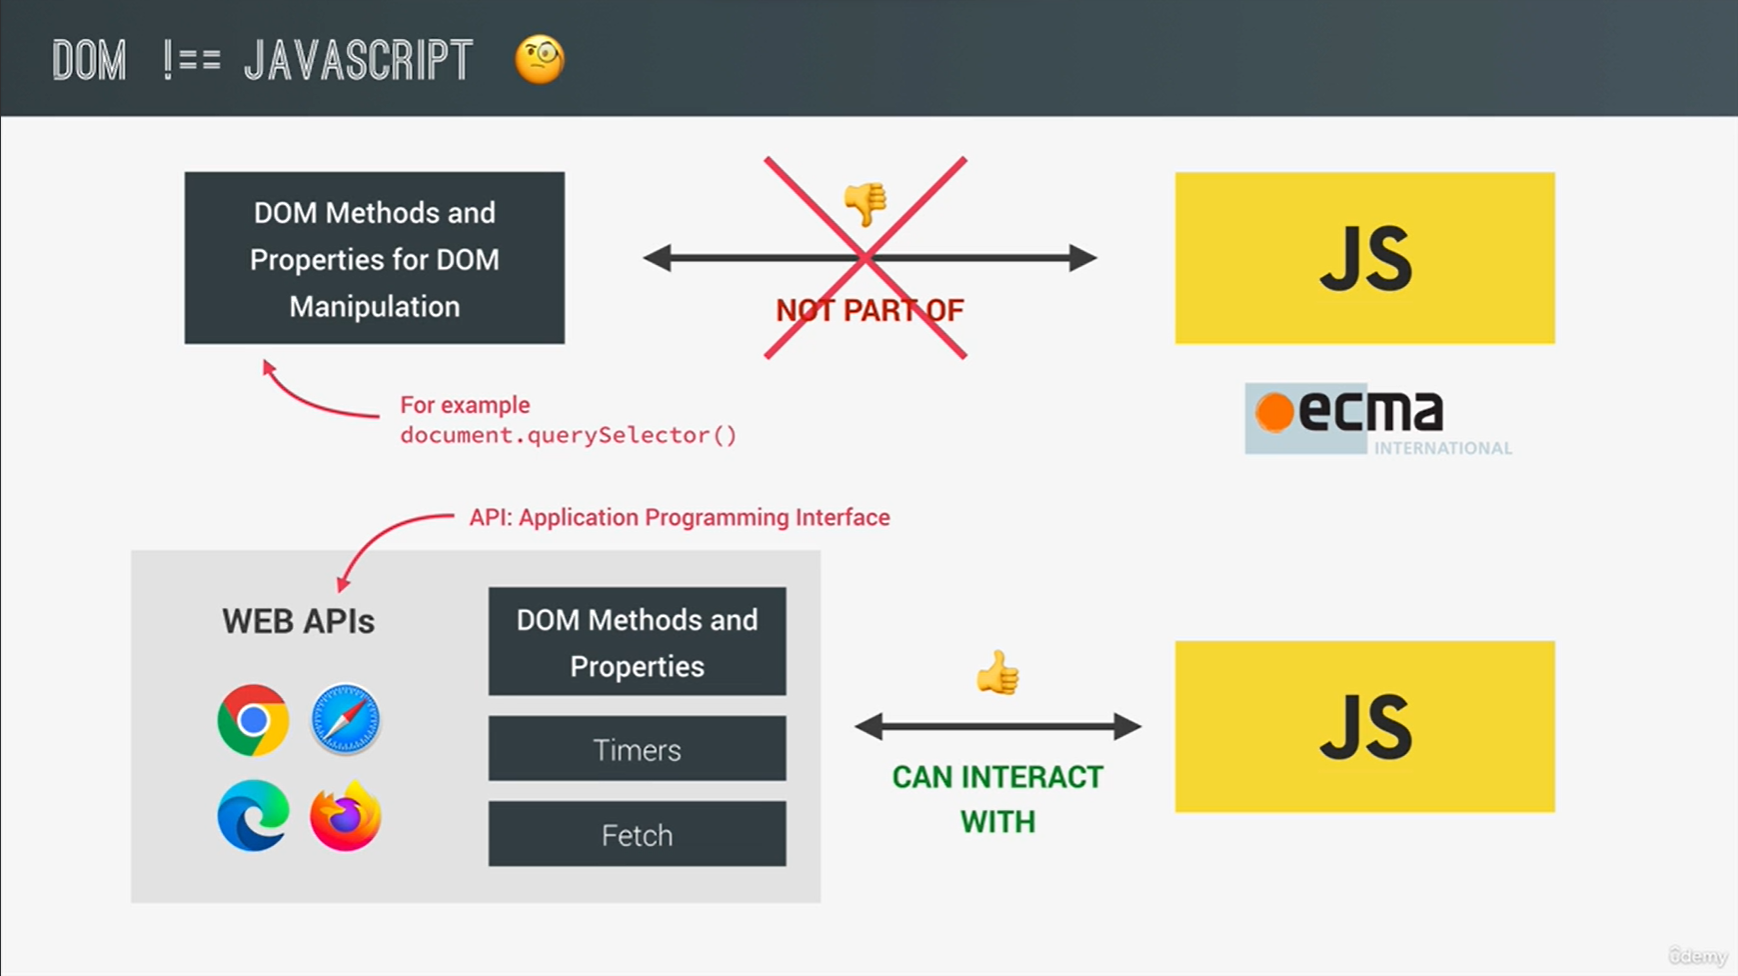 DOM !== JAVASCRIPT
DOM Methods and
Properties for DOM
Manipulation
NOT PART OF
JS
ecma
INTERNATIONAL
For example
document.querySelector()
API: Application Programming Interface
WEB APIs
DOM Methods and
Properties
Timers
Fetch
CAN INTERACT
WITH
JS
ûdemy